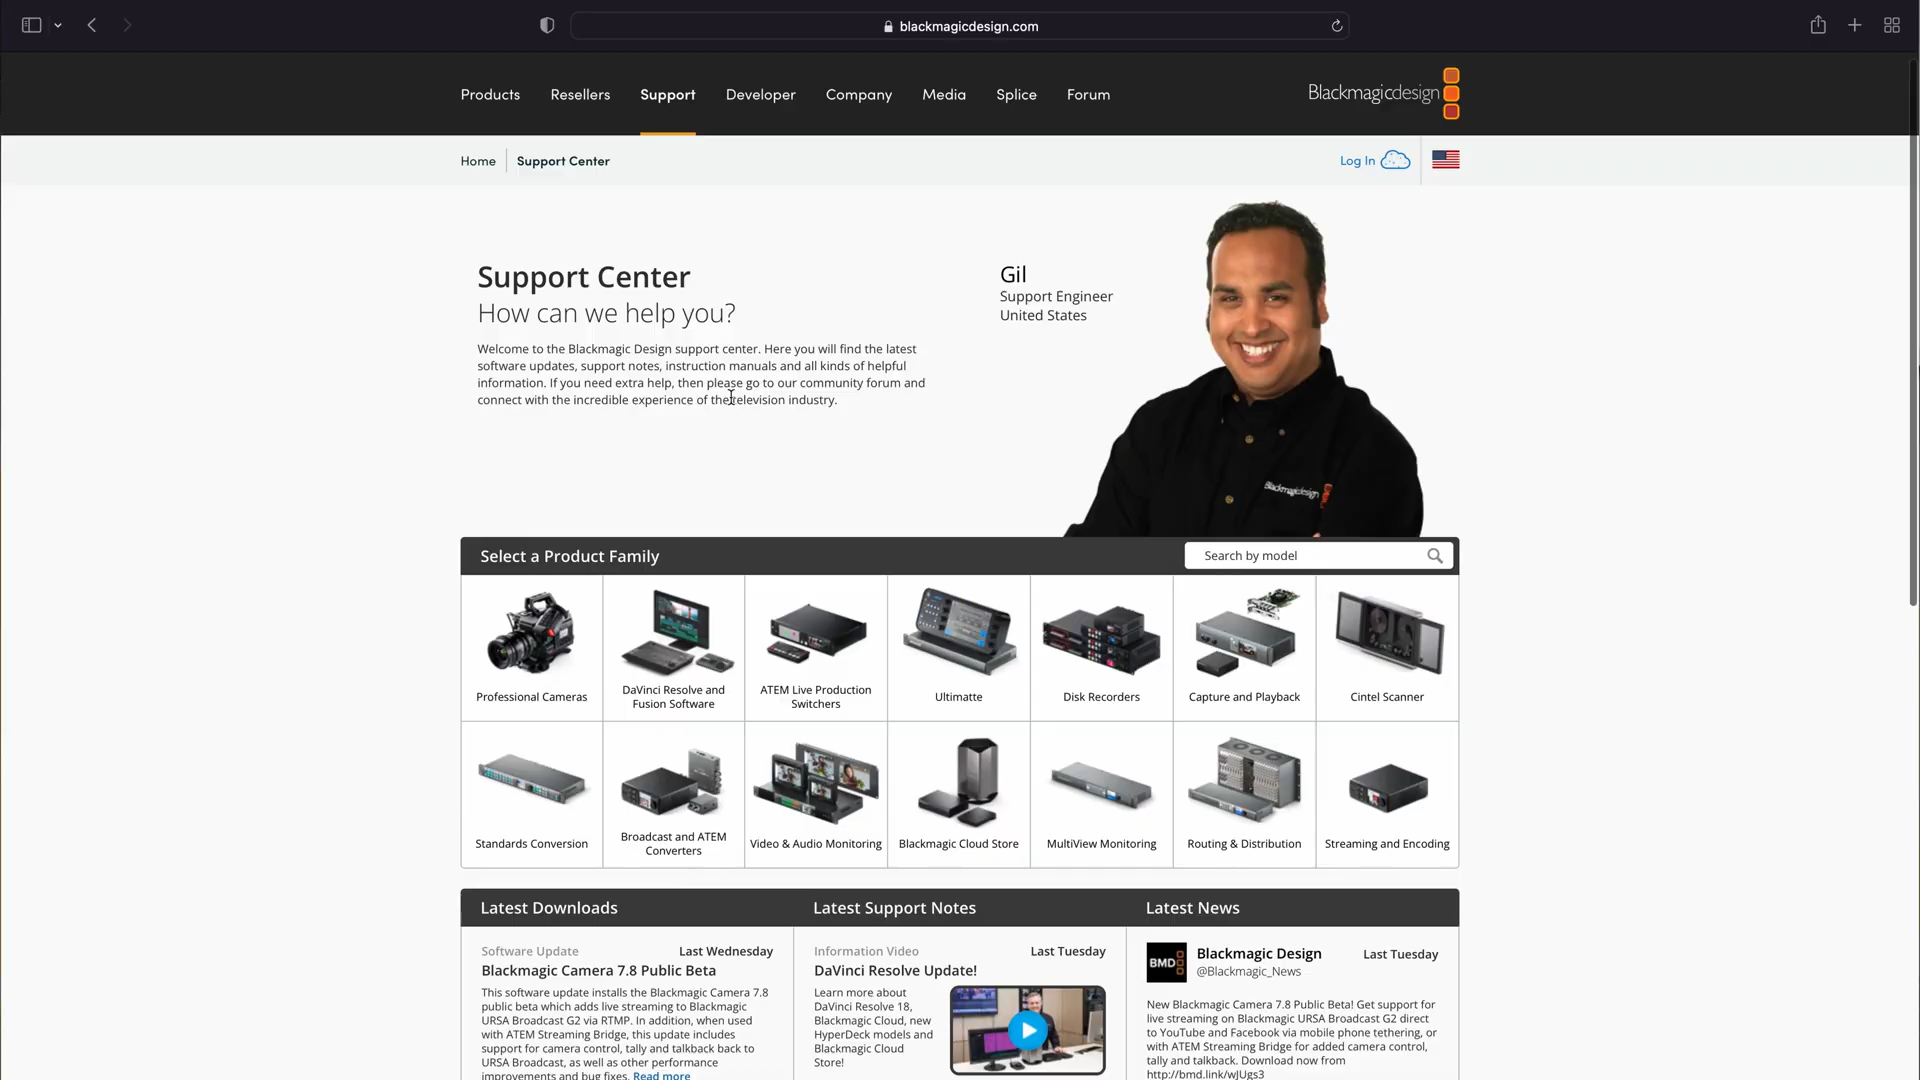 blackmagicdesign.com
Products
Resellers
Support
Developer
Company
Media
Splice
Forum
Blackmagicdesign
Home
Support Center
Log In
Support Center
How can we help you?
Welcome to the Blackmagic Design support center. Here you will find the latest
software updates, support notes, instruction manuals and all kinds of helpful
information. If you need extra help, then please go to our community forum and
connect with the incredible experience of the television industry.
Gil
Support Engineer
United States
Blackmagicdesign
Select a Product Family
Search by model
Professional Cameras
DaVinci Resolve and
Fusion Software
ATEM Live Production
Switchers
Ultimatte
Disk Recorders
Capture and Playback
Cintel Scanner
Standards Conversion
Broadcast and ATEM
Converters
Video & Audio Monitoring
Blackmagic Cloud Store
MultiView Monitoring
Routing & Distribution
Streaming and Encoding
Latest Downloads
Software Update
Last Wednesday
Blackmagic Camera 7.8 Public Beta
This software update installs the Blackmagic Camera 7.8
public beta which adds live streaming to Blackmagic
URSA Broadcast G2 via RTMP. In addition, when used
with ATEM Streaming Bridge, this update includes
support for camera control, tally and talkback back to
URSA Broadcast, as well as other performance
improvements and bug fixes. Read more
Latest Support Notes
Information Video
Last Tuesday
DaVinci Resolve Update!
Learn more about
DaVinci Resolve 18,
Blackmagic Cloud, new
HyperDeck models and
Blackmagic Cloud
Store!
Latest News
BMD
Blackmagic Design
Last Tuesday
@Blackmagic_News
New Blackmagic Camera 7.8 Public Beta! Get support for
live streaming on Blackmagic URSA Broadcast G2 direct
to YouTube and Facebook via mobile phone tethering, or
with ATEM Streaming Bridge for added camera control,
tally and talkback. Download now from
http://bmd.link/wJUgs3